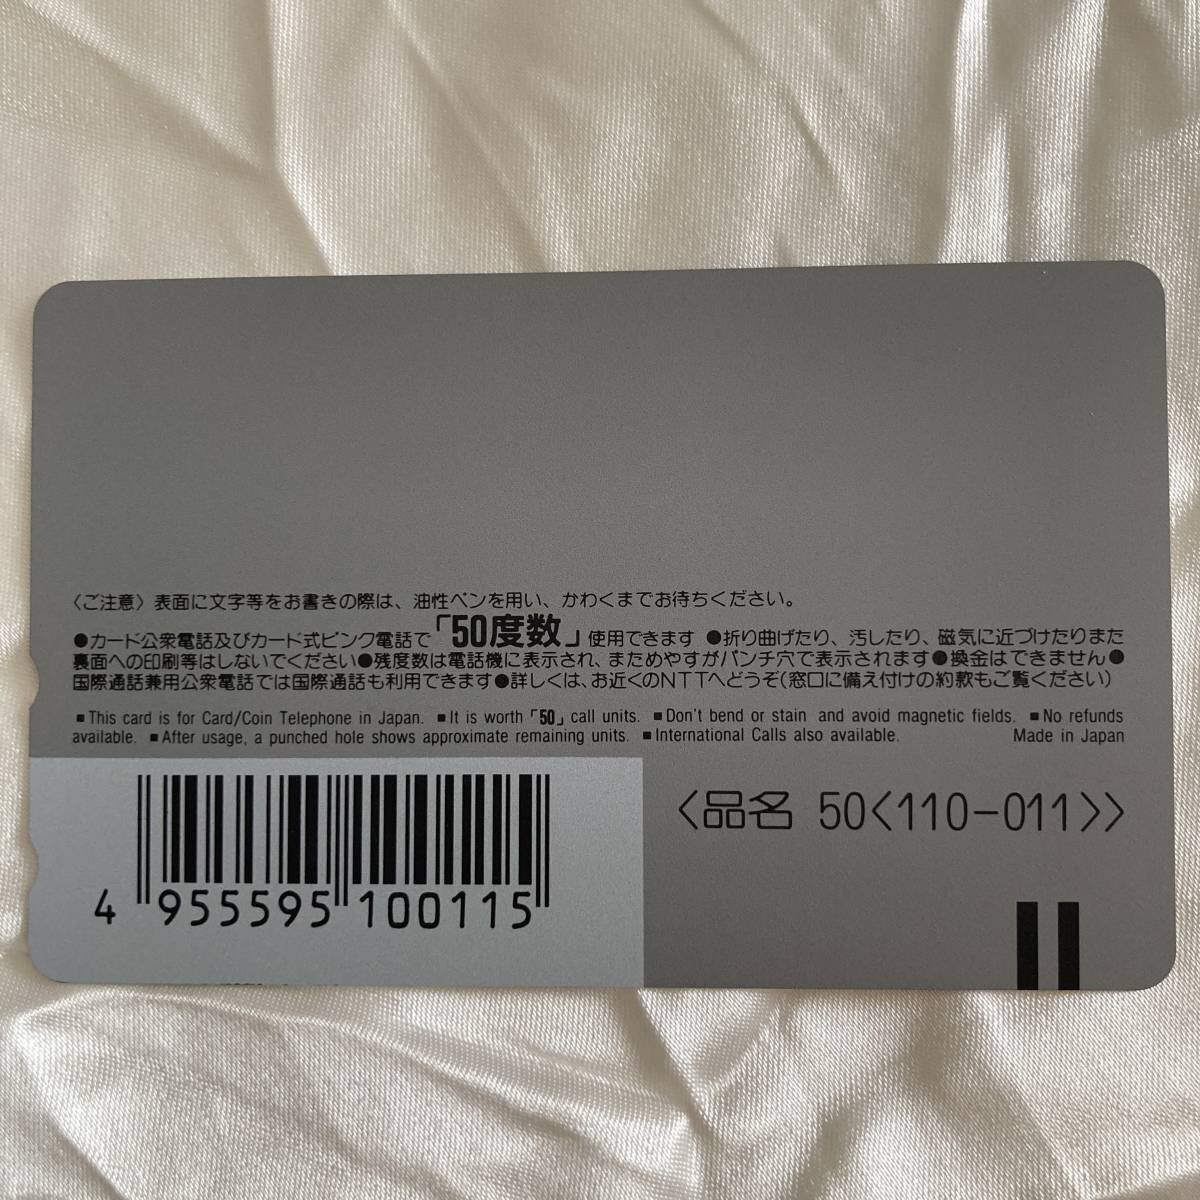 〈ご注意〉表面に文字等をお書きの際は、油性ペンを用い、かわくまでお待ちください。
●カード公衆電話及びカード式ピンク電話で「50度数」使用できます ●折り曲げたり、汚したり、磁気に近づけたりまた
裏面への印刷等はしないでください●残度数は電話機に表示され、まためやすがパンチ穴で表示されます●換金はできません●
国際通話兼用公衆電話では国際通話も利用できます●詳しくは、お近くのNTTへどうぞ(窓口に備え付けの約款もご覧ください)
■This card is for Card/Coin Telephone in Japan. ■It is worth「50」call units. ■Don't bend or stain and avoid magnetic fields. ■No refunds
available. ■After usage, a punched hole shows approximate remaining units. ■International Calls also available. Made in Japan
〈品名 50〈110-011〉〉
4 955595 100115